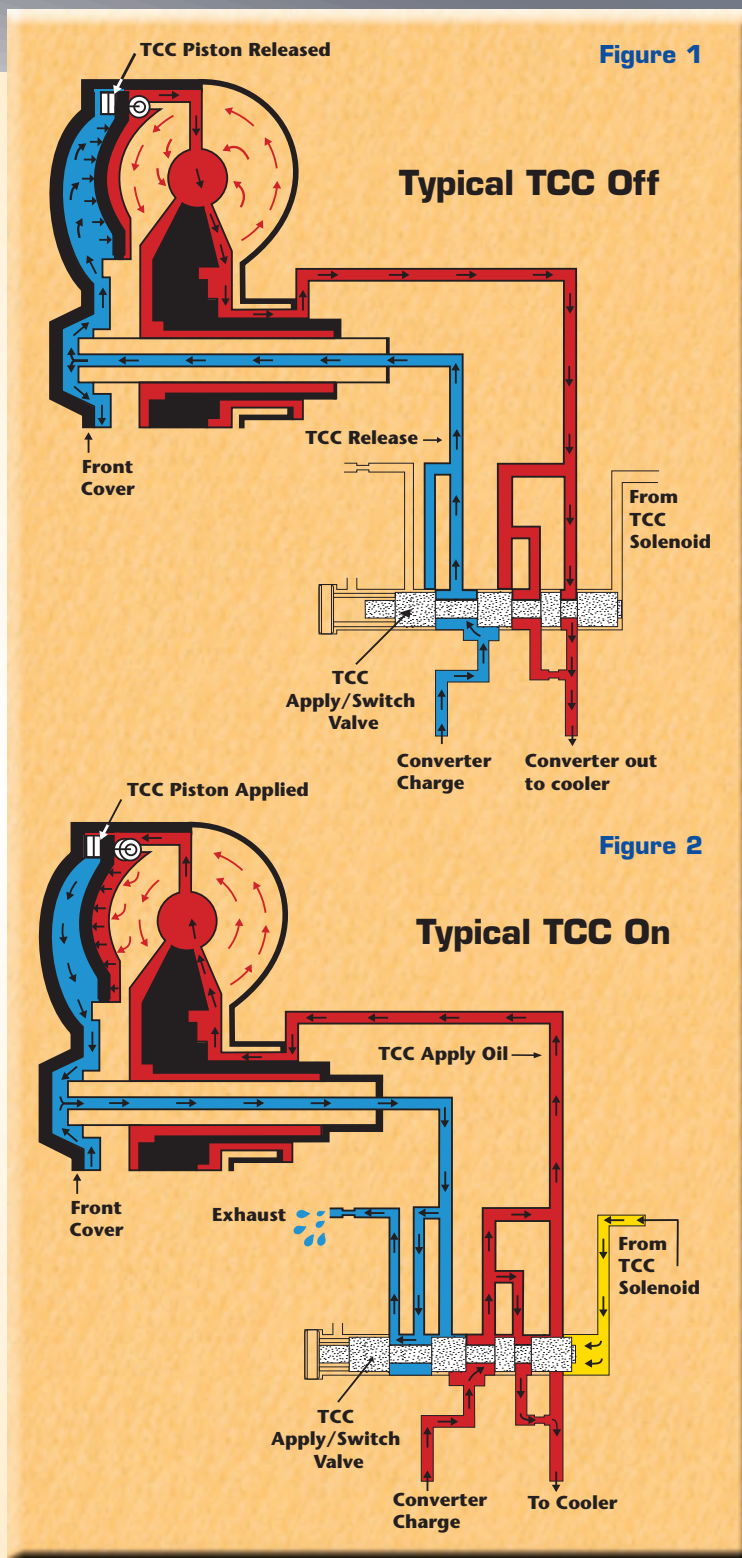 TCC Piston Released
Figure 1
Typical TCC Off
TCC Release
Front
Cover
From
TCC
Solenoid
TCC
Apply/Switch
Valve
Converter
Charge
Converter out
to cooler
TCC Piston Applied
Figure 2
Typical TCC On
TCC Apply Oil
Front
Cover
Exhaust
From
TCC
Solenoid
TCC
Apply/Switch
Valve
Converter
Charge
To Cooler